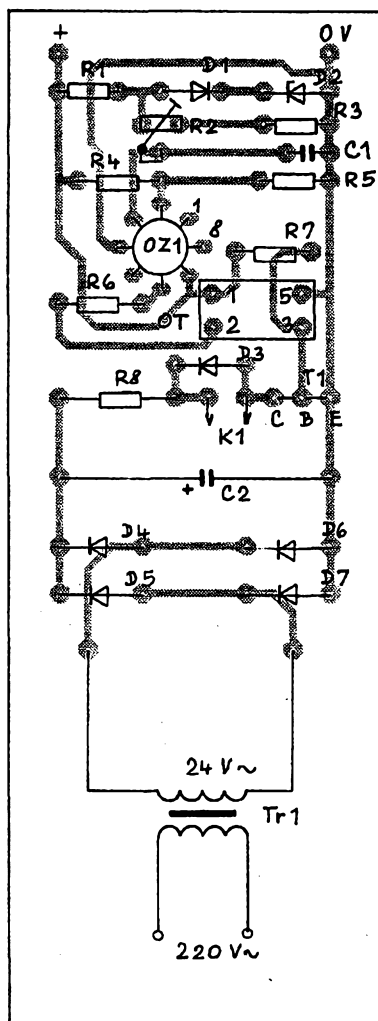 + 0 V
R1 D1 D2
R2 R3
C1
R4 R5
1
OZ1 8 R7
R6
1 5
T
2 3
D3 T1
R8
K1 C B E
+ C2
D4 D6
D5 D7
24 V~
Tr1
220 V~